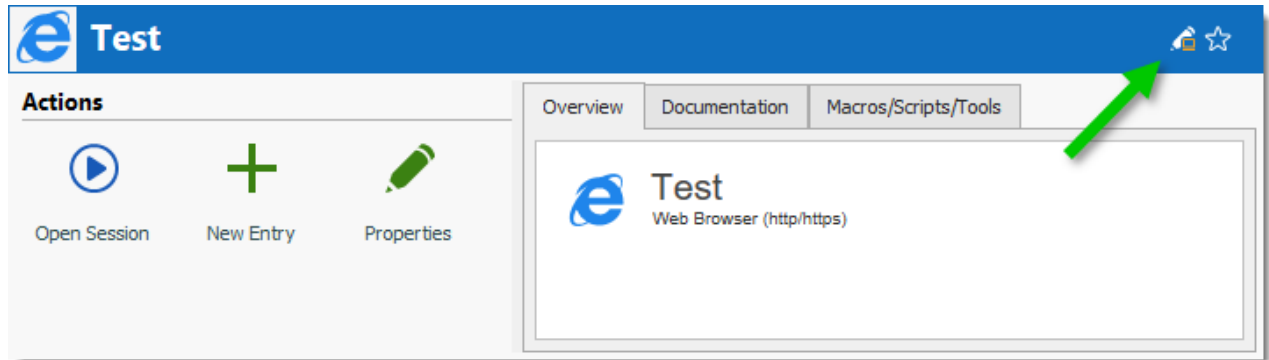 Test
Actions
Open Session
New Entry
Properties
Overview
Documentation
Macros/Scripts/Tools
Test
Web Browser (http/https)